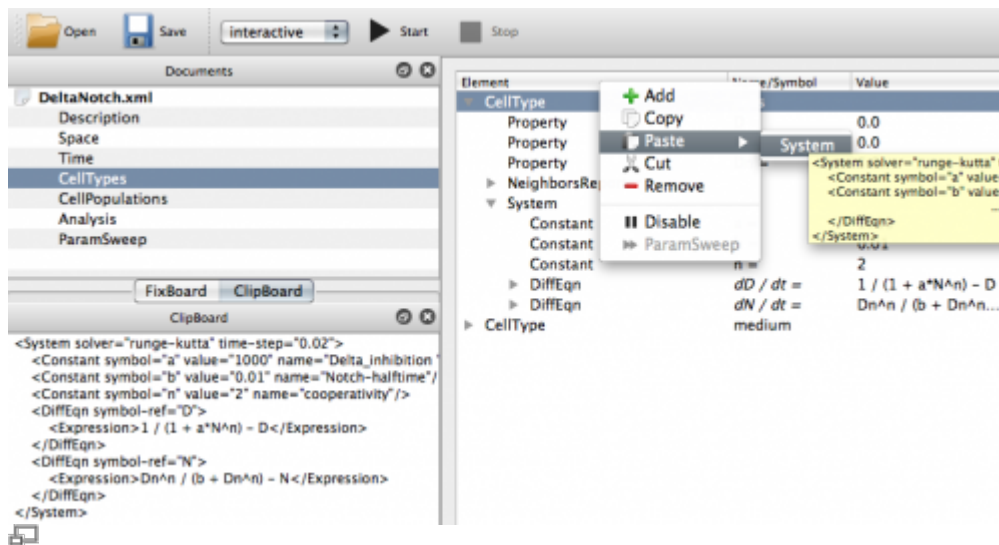 Open Save interactive Start Stop
Documents
DeltaNotch.xml
Description
Space
Time
CellTypes
CellPopulations
Analysis
ParamSweep
FixBoard ClipBoard
ClipBoard
<System solver="runge-kutta" time-step="0.02">
<Constant symbol="a" value="1000" name="Delta_inhibition"
<Constant symbol="b" value="0.01" name="Notch-halftime"/
<Constant symbol="n" value="2" name="cooperativity"/>
<DiffEqn symbol-ref="D">
<Expression>1 / (1 + a*N^n) - D</Expression>
</DiffEqn>
<DiffEqn symbol-ref="N">
<Expression>Dn^n / (b + Dn^n) - N</Expression>
</DiffEqn>
</System>
Element Name/Symbol Value
CellType
Property 0.0
Property 0.0
Property
NeighborsRe
System
Constant
Constant 0.01
Constant n = 2
DiffEqn dD / dt = 1 / (1 + a*N^n) - D
DiffEqn dN / dt = Dn^n / (b + Dn^n...
CellType medium
Add
Copy
Paste
Cut
Remove
Disable
ParamSweep
System
<System solver="runge-kutta"
<Constant symbol="a" value
<Constant symbol="b" value
...
</DiffEqn>
</System>